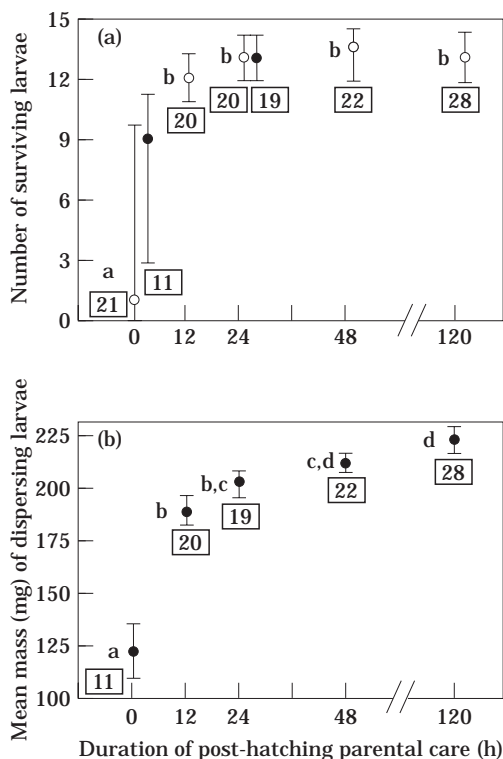 15
(a)
b
b
b
b
b
12
20
19
22
28
20
9
6
3
a
11
21
0
0
12
24
48
120
Number of surviving larvae
225
(b)
d
c,d
b,c
b
28
200
22
19
20
175
150
125
a
11
100
0
12
24
48
120
Mean mass (mg) of dispersing larvae
Duration of post-hatching parental care (h)